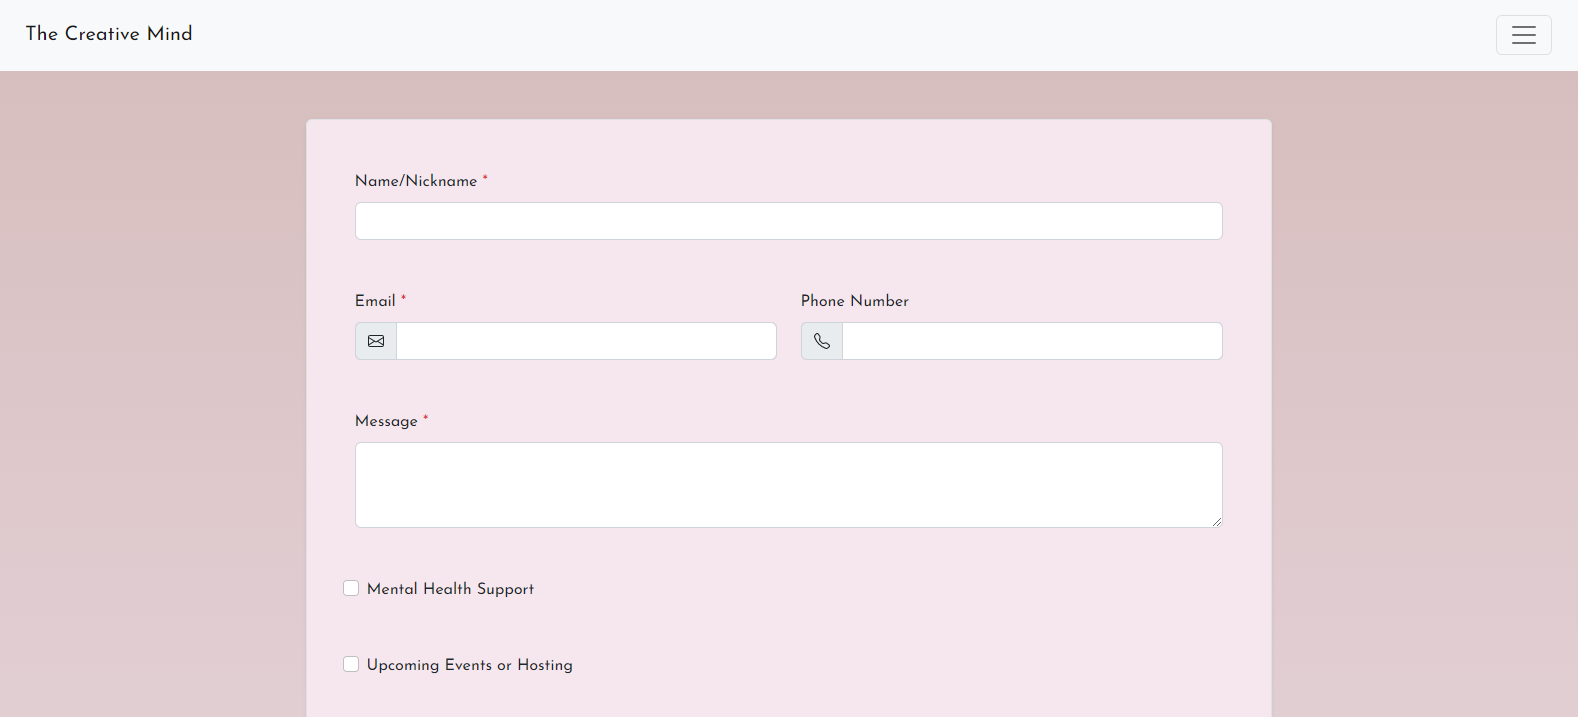 The Creative Mind
Name/Nickname *
Email *
Phone Number
Message *
Mental Health Support
Upcoming Events or Hosting